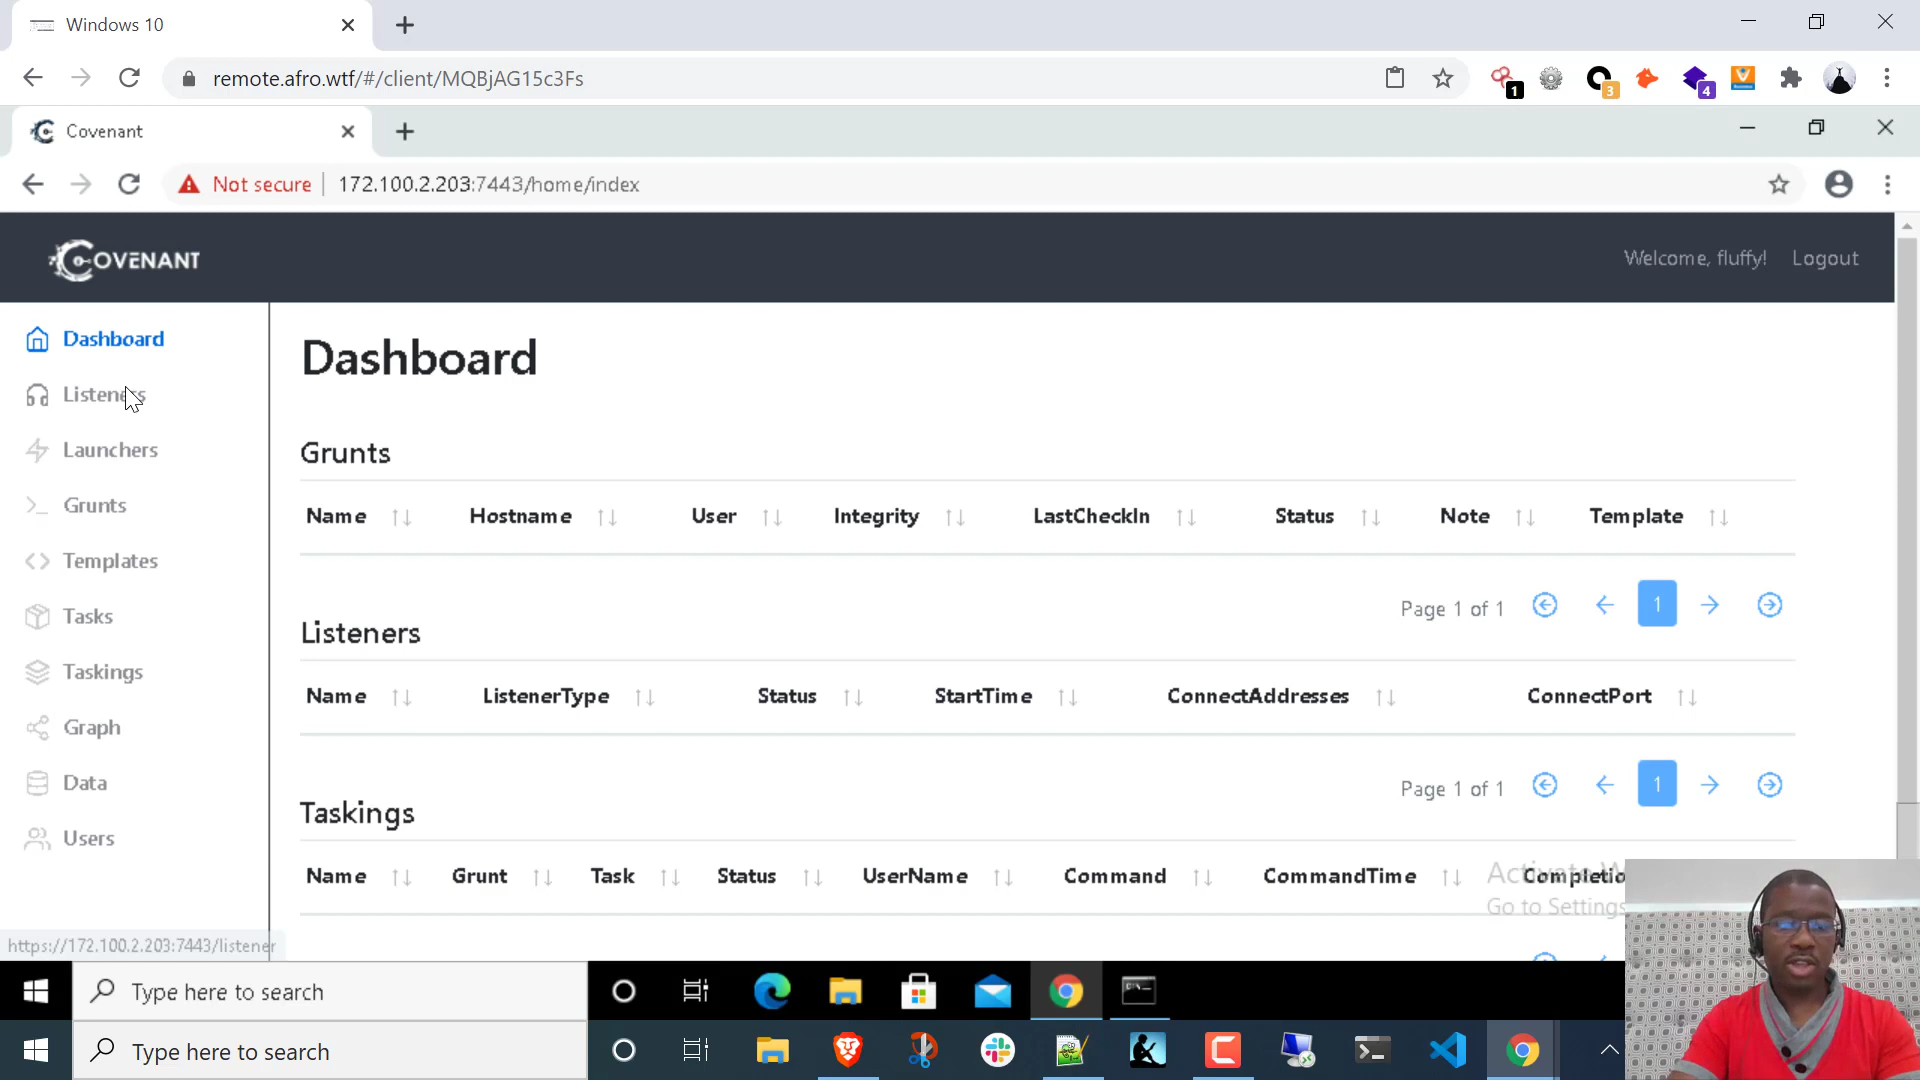 Windows 10
remote.afro.wtf/#/client/MQBjAG15c3Fs
1
3
4
Covenant
Not secure 172.100.2.203:7443/home/index
COVENANT
Welcome, fluffy! Logout
Dashboard
Listeners
Launchers
Grunts
Templates
Tasks
Taskings
Graph
Data
Users
Dashboard
Grunts
Name Hostname User Integrity LastCheckIn Status Note Template
Page 1 of 1 1
Listeners
Name ListenerType Status StartTime ConnectAddresses ConnectPort
Page 1 of 1 1
Taskings
Name Grunt Task Status UserName Command CommandTime
Go to Settings
https://172.100.2.203:7443/listener
Type here to search
Type here to search